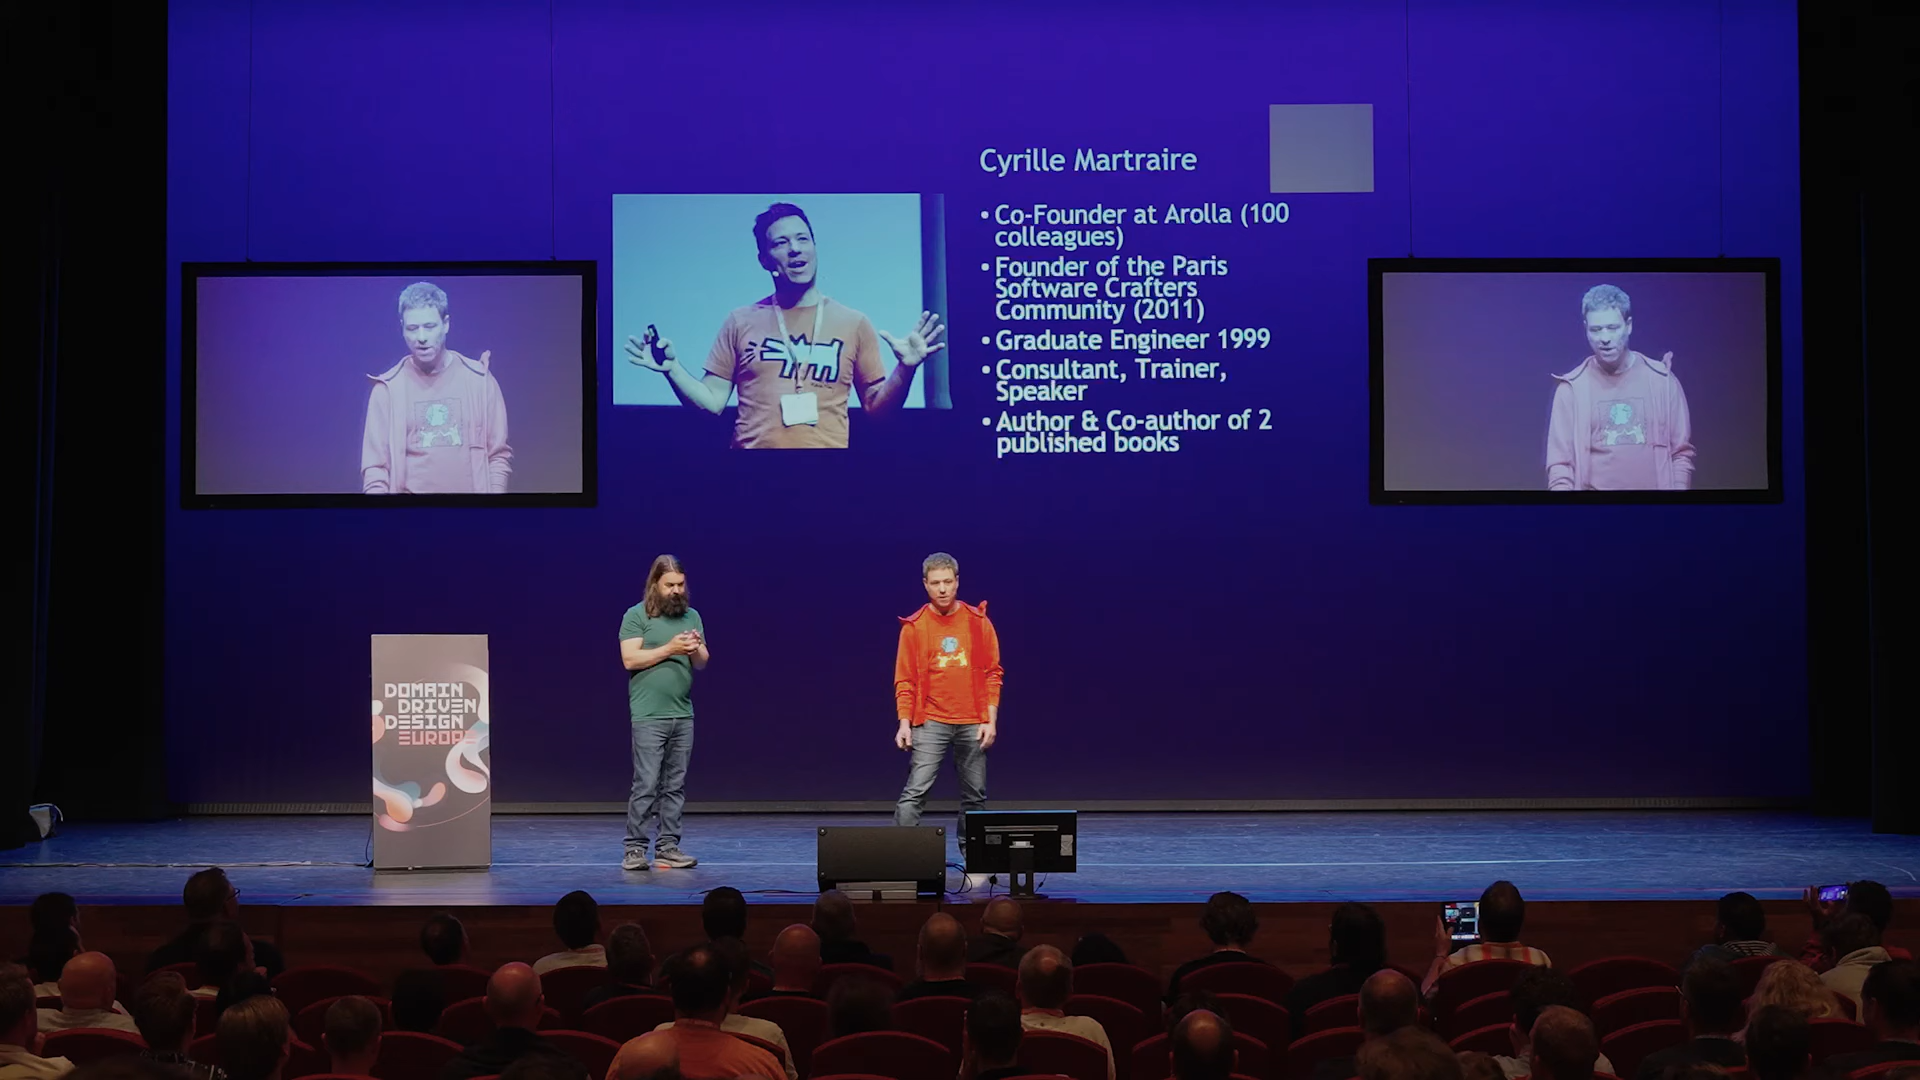 Cyrille Martraire
• Co-Founder at Arolla (100
colleagues)
• Founder of the Paris
Software Crafters
Community (2011)
• Graduate Engineer 1999
• Consultant, Trainer,
Speaker
• Author & Co-author of 2
published books
DOMAIN
DRIVEN
DESIGN
EUROPE